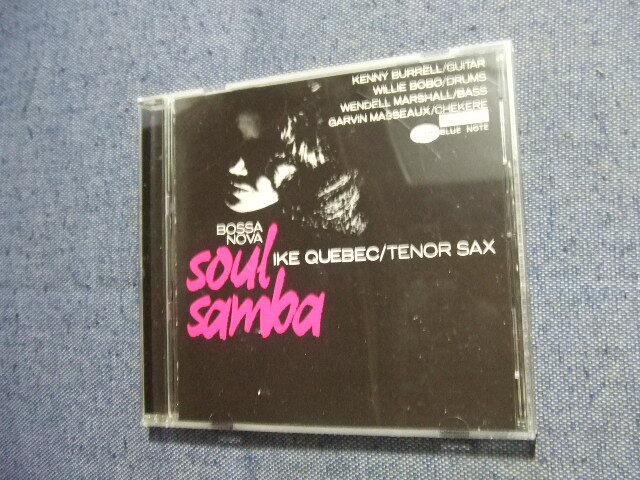 KENNY BURRELL/GUITAR
WILLIE BOBO/DRUMS
WENDELL MARSHALL/BASS
GARVIN MASSEAUX/CHEKERE
BLUE NOTE
BOSSA
NOVA
soul
IKE QUEBEC/TENOR SAX
samba